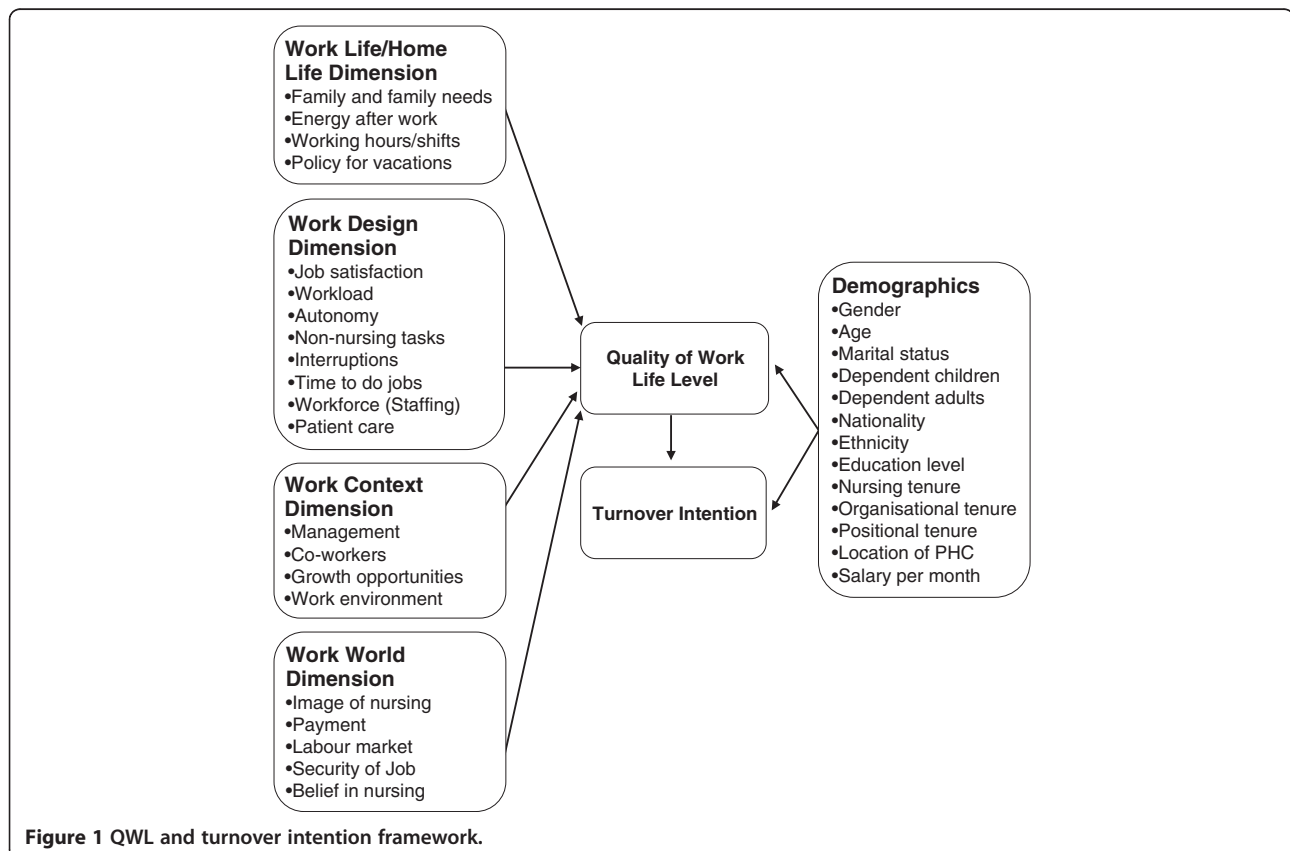 Work Life/Home
Life Dimension
•Family and family needs
•Energy after work
•Working hours/shifts
•Policy for vacations
Work Design
Dimension
•Job satisfaction
•Workload
•Autonomy
•Non-nursing tasks
•Interruptions
•Time to do jobs
•Workforce (Staffing)
•Patient care
Work Context
Dimension
•Management
•Co-workers
•Growth opportunities
•Work environment
Work World
Dimension
•Image of nursing
•Payment
•Labour market
•Security of Job
•Belief in nursing
Quality of Work
Life Level
Turnover Intention
Demographics
•Gender
•Age
•Marital status
•Dependent children
•Dependent adults
•Nationality
•Ethnicity
•Education level
•Nursing tenure
•Organisational tenure
•Positional tenure
•Location of PHC
•Salary per month
Figure 1 QWL and turnover intention framework.